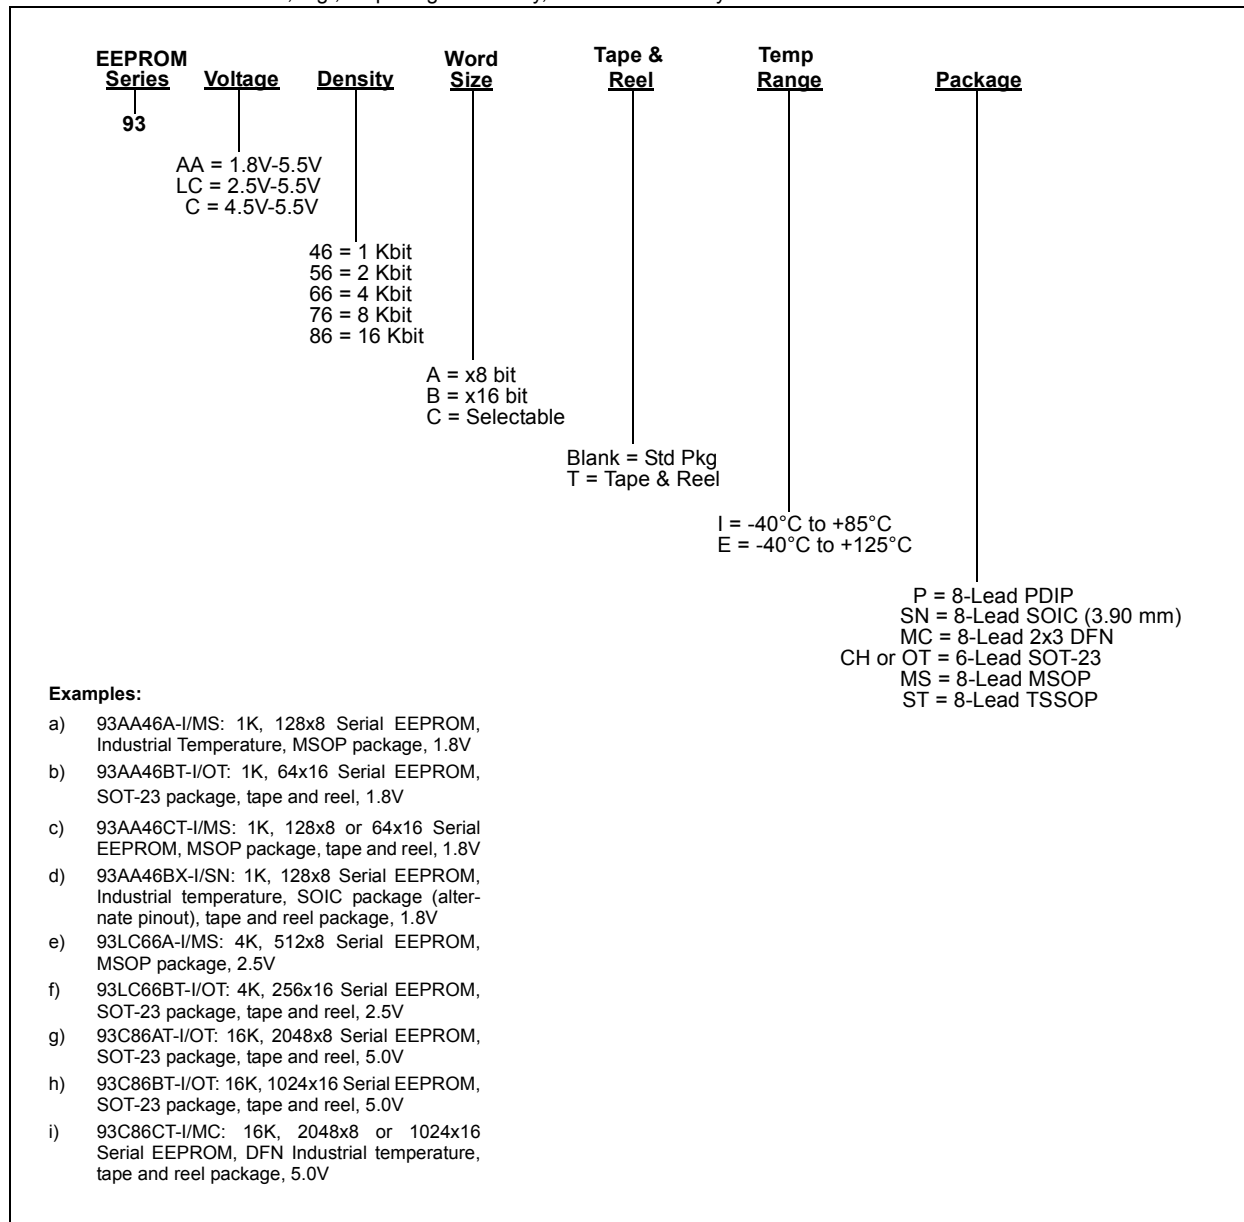 EEPROM Series
Voltage
Density
Word Size
Tape & Reel
Temp Range
Package
93
AA = 1.8V-5.5V
LC = 2.5V-5.5V
C = 4.5V-5.5V
46 = 1 Kbit
56 = 2 Kbit
66 = 4 Kbit
76 = 8 Kbit
86 = 16 Kbit
A = x8 bit
B = x16 bit
C = Selectable
Blank = Std Pkg
T = Tape & Reel
I = -40°C to +85°C
E = -40°C to +125°C
P = 8-Lead PDIP
SN = 8-Lead SOIC (3.90 mm)
MC = 8-Lead 2x3 DFN
CH or OT = 6-Lead SOT-23
MS = 8-Lead MSOP
ST = 8-Lead TSSOP
Examples:
a) 93AA46A-I/MS: 1K, 128x8 Serial EEPROM,
Industrial Temperature, MSOP package, 1.8V
b) 93AA46BT-I/OT: 1K, 64x16 Serial EEPROM,
SOT-23 package, tape and reel, 1.8V
c) 93AA46CT-I/MS: 1K, 128x8 or 64x16 Serial
EEPROM, MSOP package, tape and reel, 1.8V
d) 93AA46BX-I/SN: 1K, 128x8 Serial EEPROM,
Industrial temperature, SOIC package (alter-
nate pinout), tape and reel package, 1.8V
e) 93LC66A-I/MS: 4K, 512x8 Serial EEPROM,
MSOP package, 2.5V
f) 93LC66BT-I/OT: 4K, 256x16 Serial EEPROM,
SOT-23 package, tape and reel, 2.5V
g) 93C86AT-I/OT: 16K, 2048x8 Serial EEPROM,
SOT-23 package, tape and reel, 5.0V
h) 93C86BT-I/OT: 16K, 1024x16 Serial EEPROM,
SOT-23 package, tape and reel, 5.0V
i) 93C86CT-I/MC: 16K, 2048x8 or 1024x16
Serial EEPROM, DFN Industrial temperature,
tape and reel package, 5.0V